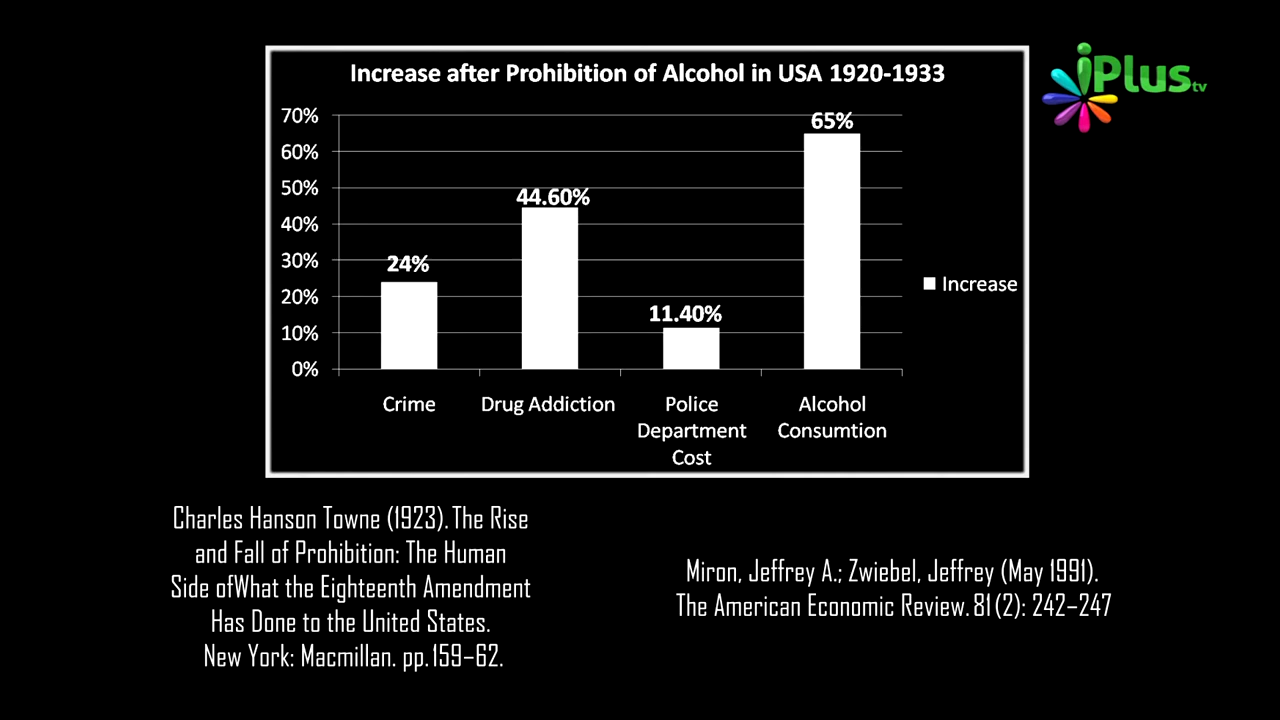 Increase after Prohibition of Alcohol in USA 1920-1933
iPlus tv
70%
60%
50%
40%
30%
20%
10%
0%
24%
44.60%
11.40%
65%
Crime
Drug Addiction
Police
Department
Cost
Alcohol
Consumtion
Increase
Charles Hanson Towne (1923). The Rise
and Fall of Prohibition: The Human
Side ofWhat the Eighteenth Amendment
Has Done to the United States.
New York: Macmillan. pp. 159–62.
Miron, Jeffrey A.; Zwiebel, Jeffrey (May 1991).
The American Economic Review. 81 (2): 242–247